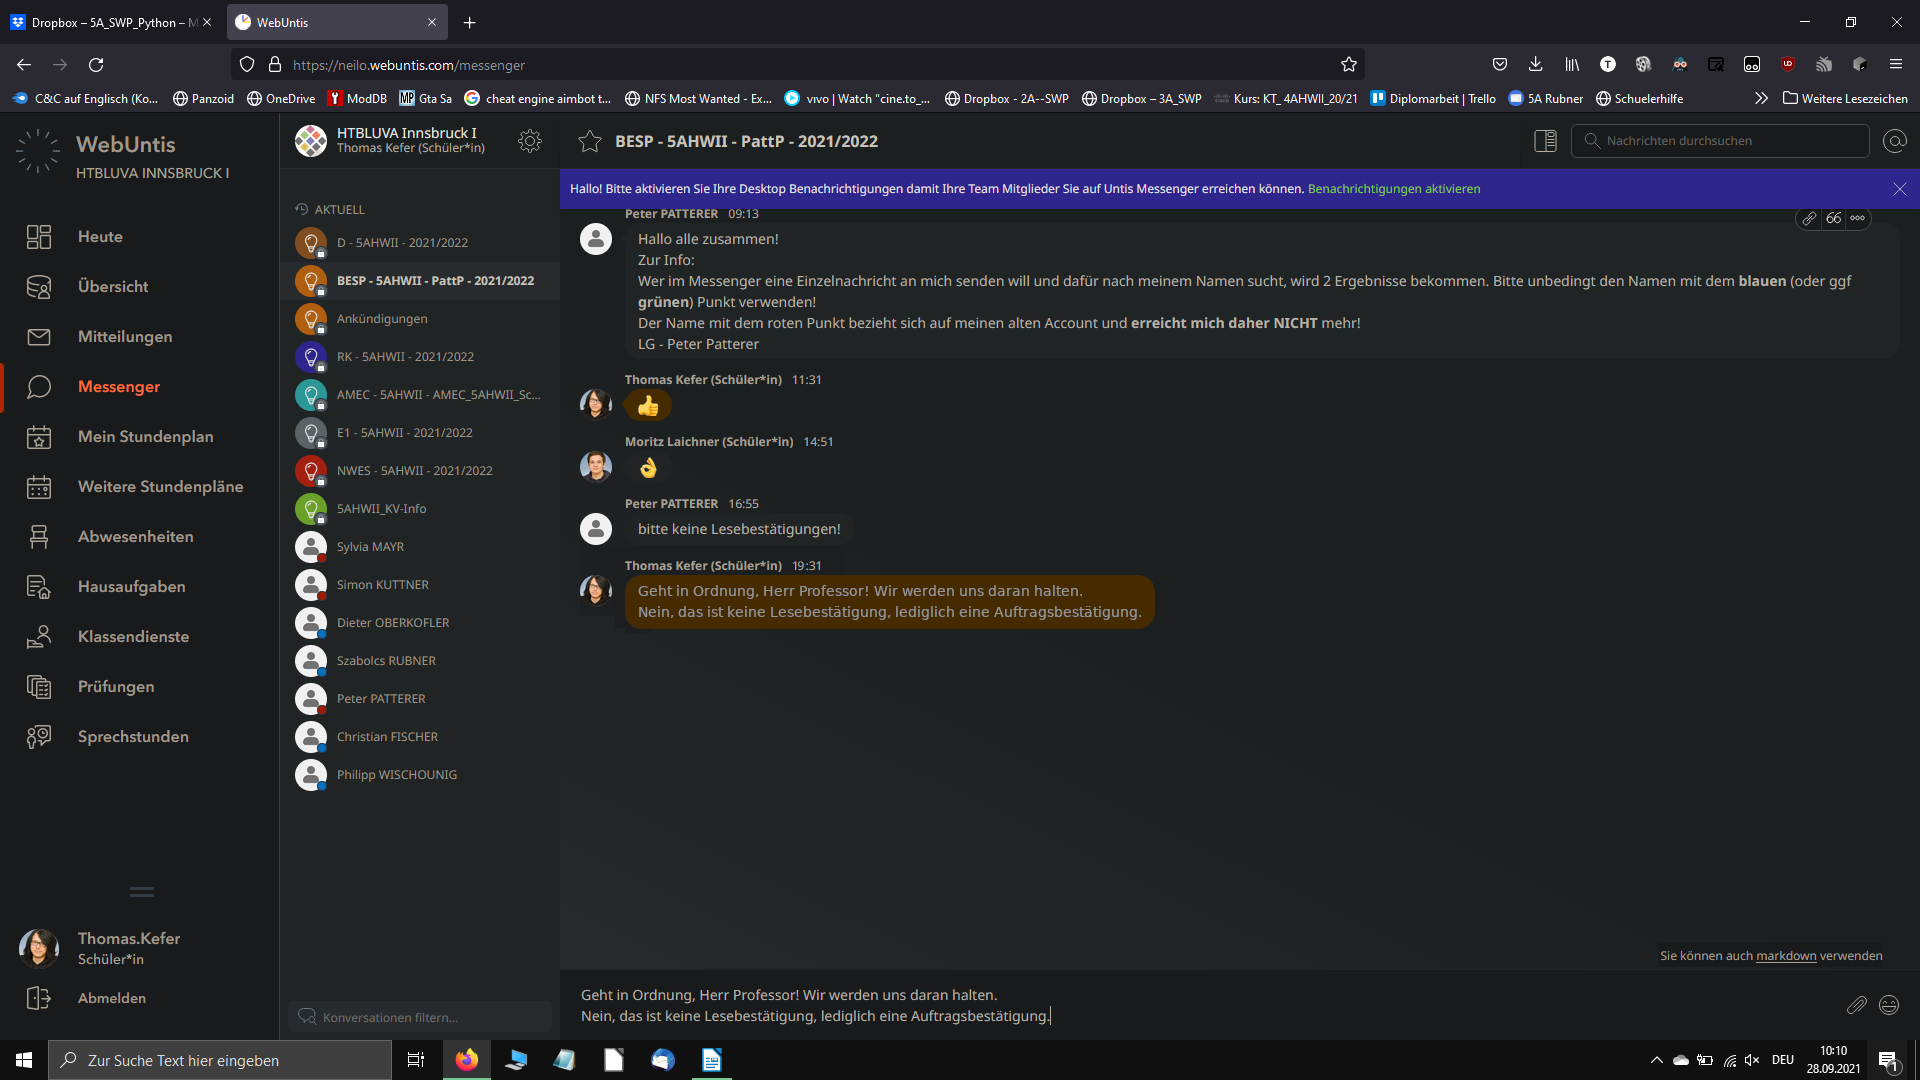 Dropbox – 5A_SWP_Python – M
WebUntis
https://neilo.webuntis.com/messenger
C&C auf Englisch (Ko...
Panzoid
OneDrive
ModDB
Gta Sa
cheat engine aimbot t...
NFS Most Wanted - Ex...
vivo | Watch "cine.to_...
Dropbox - 2A--SWP
Dropbox – 3A_SWP
Kurs: KT_ 4AHWII_20/21
Diplomarbeit | Trello
5A Rubner
Schuelerhilfe
Weitere Lesezeichen
WebUntis
HTBLUVA INNSBRUCK I
Heute
Übersicht
Mitteilungen
Messenger
Mein Stundenplan
Weitere Stundenpläne
Abwesenheiten
Hausaufgaben
Klassendienste
Prüfungen
Sprechstunden
Thomas.Kefer
Schüler*in
Abmelden
HTBLUVA Innsbruck I
Thomas Kefer (Schüler*in)
AKTUELL
D - 5AHWII - 2021/2022
BESP - 5AHWII - PattP - 2021/2022
Ankündigungen
RK - 5AHWII - 2021/2022
AMEC - 5AHWII - AMEC_5AHWII_Sc...
E1 - 5AHWII - 2021/2022
NWES - 5AHWII - 2021/2022
5AHWII_KV-Info
Sylvia MAYR
Simon KUTTNER
Dieter OBERKOFLER
Szabolcs RUBNER
Peter PATTERER
Christian FISCHER
Philipp WISCHOUNIG
Konversationen filtern...
BESP - 5AHWII - PattP - 2021/2022
Nachrichten durchsuchen
Hallo! Bitte aktivieren Sie Ihre Desktop Benachrichtigungen damit Ihre Team Mitglieder Sie auf Untis Messenger erreichen können. Benachrichtigungen aktivieren
Peter PATTERER 09:13
Hallo alle zusammen!
Zur Info:
Wer im Messenger eine Einzelnachricht an mich senden will und dafür nach meinem Namen sucht, wird 2 Ergebnisse bekommen. Bitte unbedingt den Namen mit dem blauen (oder ggf
grünen) Punkt verwenden!
Der Name mit dem roten Punkt bezieht sich auf meinen alten Account und erreicht mich daher NICHT mehr!
LG - Peter Patterer
Thomas Kefer (Schüler*in) 11:31
👍
Moritz Laichner (Schüler*in) 14:51
👌
Peter PATTERER 16:55
bitte keine Lesebestätigungen!
Thomas Kefer (Schüler*in) 19:31
Geht in Ordnung, Herr Professor! Wir werden uns daran halten.
Nein, das ist keine Lesebestätigung, lediglich eine Auftragsbestätigung.
Sie können auch markdown verwenden
Geht in Ordnung, Herr Professor! Wir werden uns daran halten.
Nein, das ist keine Lesebestätigung, lediglich eine Auftragsbestätigung.
Zur Suche Text hier eingeben
DEU
10:10
28.09.2021
1